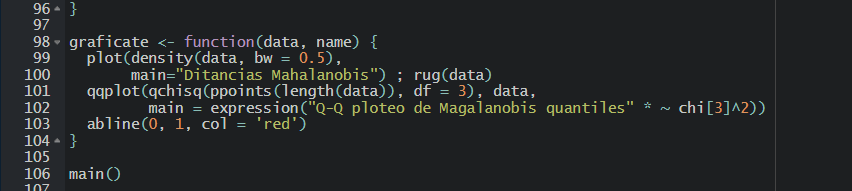 96 }
97
98 graficate <- function(data, name) {
99   plot(density(data, bw = 0.5),
100        main="Ditancias Mahalanobis") ; rug(data)
101   qqplot(qchisq(ppoints(length(data)), df = 3), data,
102          main = expression("Q-Q ploteo de Magalanobis quantiles" * ~ chi[3]^2))
103   abline(0, 1, col = 'red')
104 }
105
106 main()
107